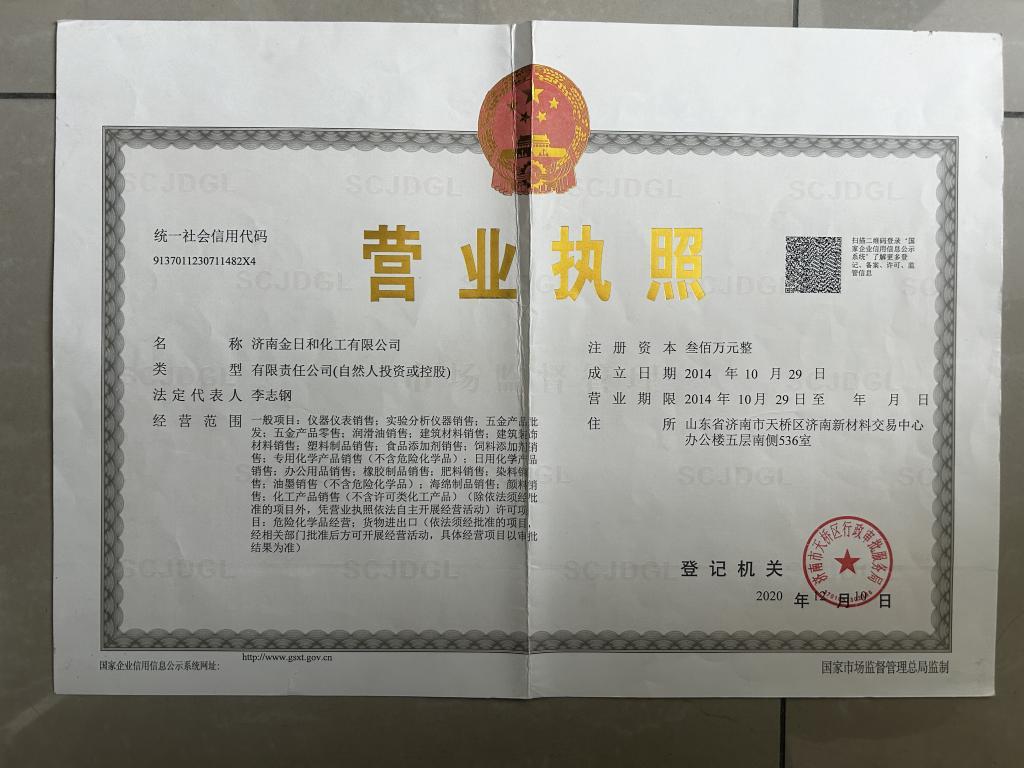 营业执照
统一社会信用代码
9137011230711482X4
扫描二维码登录‘国
家企业信用信息公示
系统’了解更多登
记、备案、许可、监
管信息
名 称 济南金日和化工有限公司
类 型 有限责任公司(自然人投资或控股)
法定代表人 李志钢
经营范围 一般项目：仪器仪表销售；实验分析仪器销售；五金产品批
发；五金产品零售；润滑油销售；建筑材料销售；建筑装饰
材料销售；塑料制品销售；食品添加剂销售；饲料添加剂销
售；专用化学产品销售（不含危险化学品）；日用化学产品
销售；办公用品销售；橡胶制品销售；肥料销售；染料销
售；油墨销售（不含危险化学品）；海绵制品销售；颜料销
售；化工产品销售（不含许可类化工产品）（除依法须经批
准的项目外，凭营业执照依法自主开展经营活动）许可项
目：危险化学品经营；货物进出口（依法须经批准的项目，
经相关部门批准后方可开展经营活动，具体经营项目以审批
结果为准）
注册资本 叁佰万元整
成立日期 2014 年 10 月 29 日
营业期限 2014 年 10月 29 日至 年 月 日
住 所 山东省济南市天桥区济南新材料交易中心
办公楼五层南侧536室
登记机关
济南市天桥区行政审批服务局
2020 年 12 月 10 日
国家企业信用信息公示系统网址：
http://www.gsxt.gov.cn
国家市场监督管理总局监制
SCJDGL